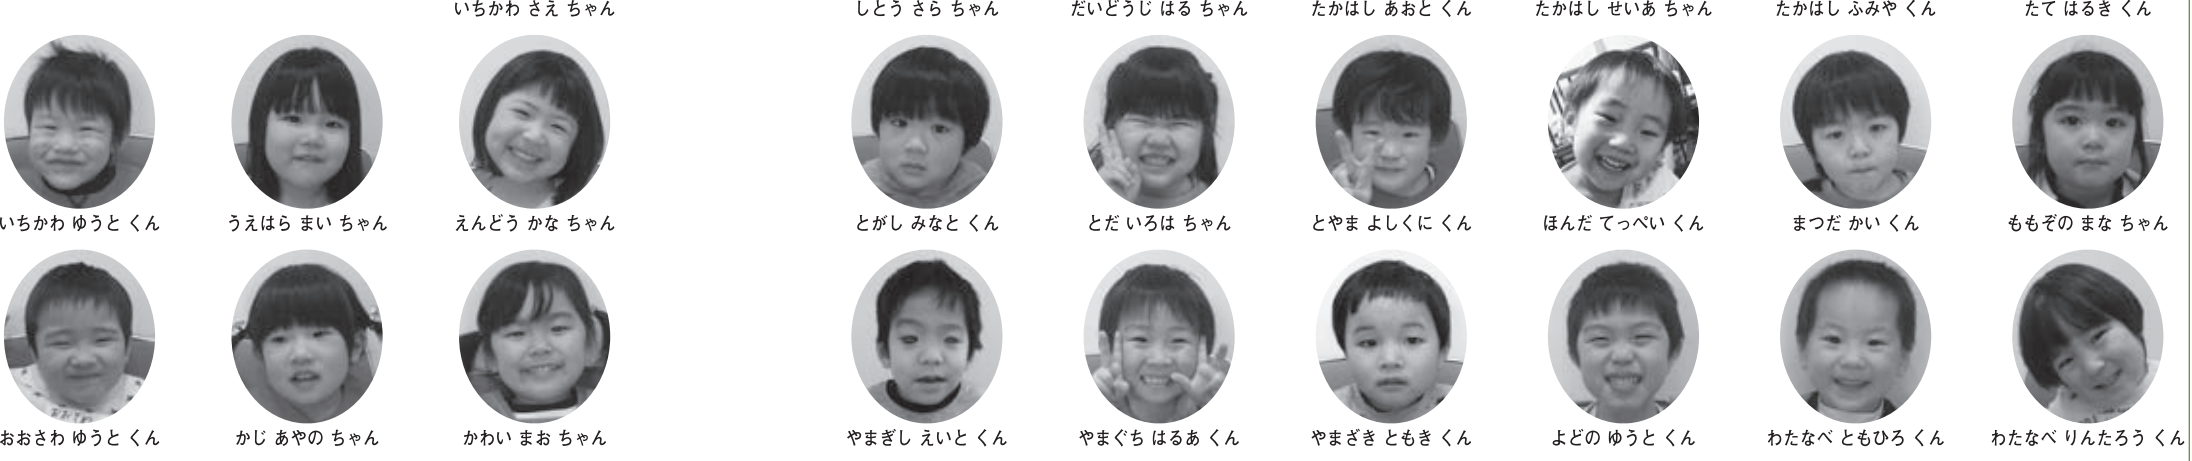 いちかわ さえ ちゃん しとう さら ちゃん だいどうじ はる ちゃん たかはし あおと くん たかはし せいあ ちゃん たかはし ふみや くん たて はるき くん
いちかわ ゆうと くん うえはら まい ちゃん えんどう かな ちゃん とがし みなと くん とだ いろは ちゃん とやま よしくに くん ほんだ てっぺい くん まつだ かい くん ももぞの まな ちゃん
おおさわ ゆうと くん かじ あやの ちゃん かわい まお ちゃん やまぎし えいと くん やまぐち はるあ くん やまざき ともき くん よどの ゆうと くん わたなべ ともひろ くん わたなべ りんたろう くん